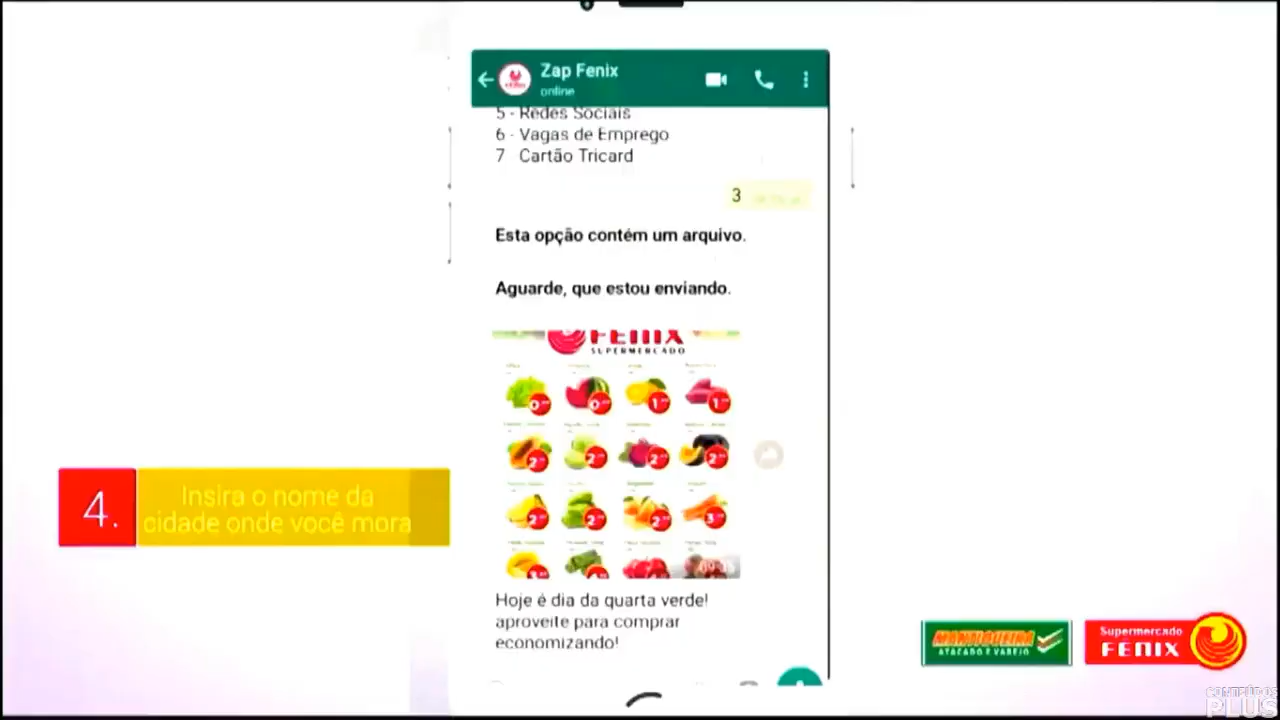 Zap Fenix
online
5 - Redes Sociais
6 - Vagas de Emprego
7 Cartão Tricard
3
Esta opção contém um arquivo.
Aguarde, que estou enviando.
FENIX
SUPERMERCADO
Hoje é dia da quarta verde!
aproveite para comprar
economizando!
4.
Insira o nome da
cidade onde você mora
MANTIQUEIRA
ATACADO E VAREJO
Supermercado
FENIX
CONTEÚDOS
PLUS